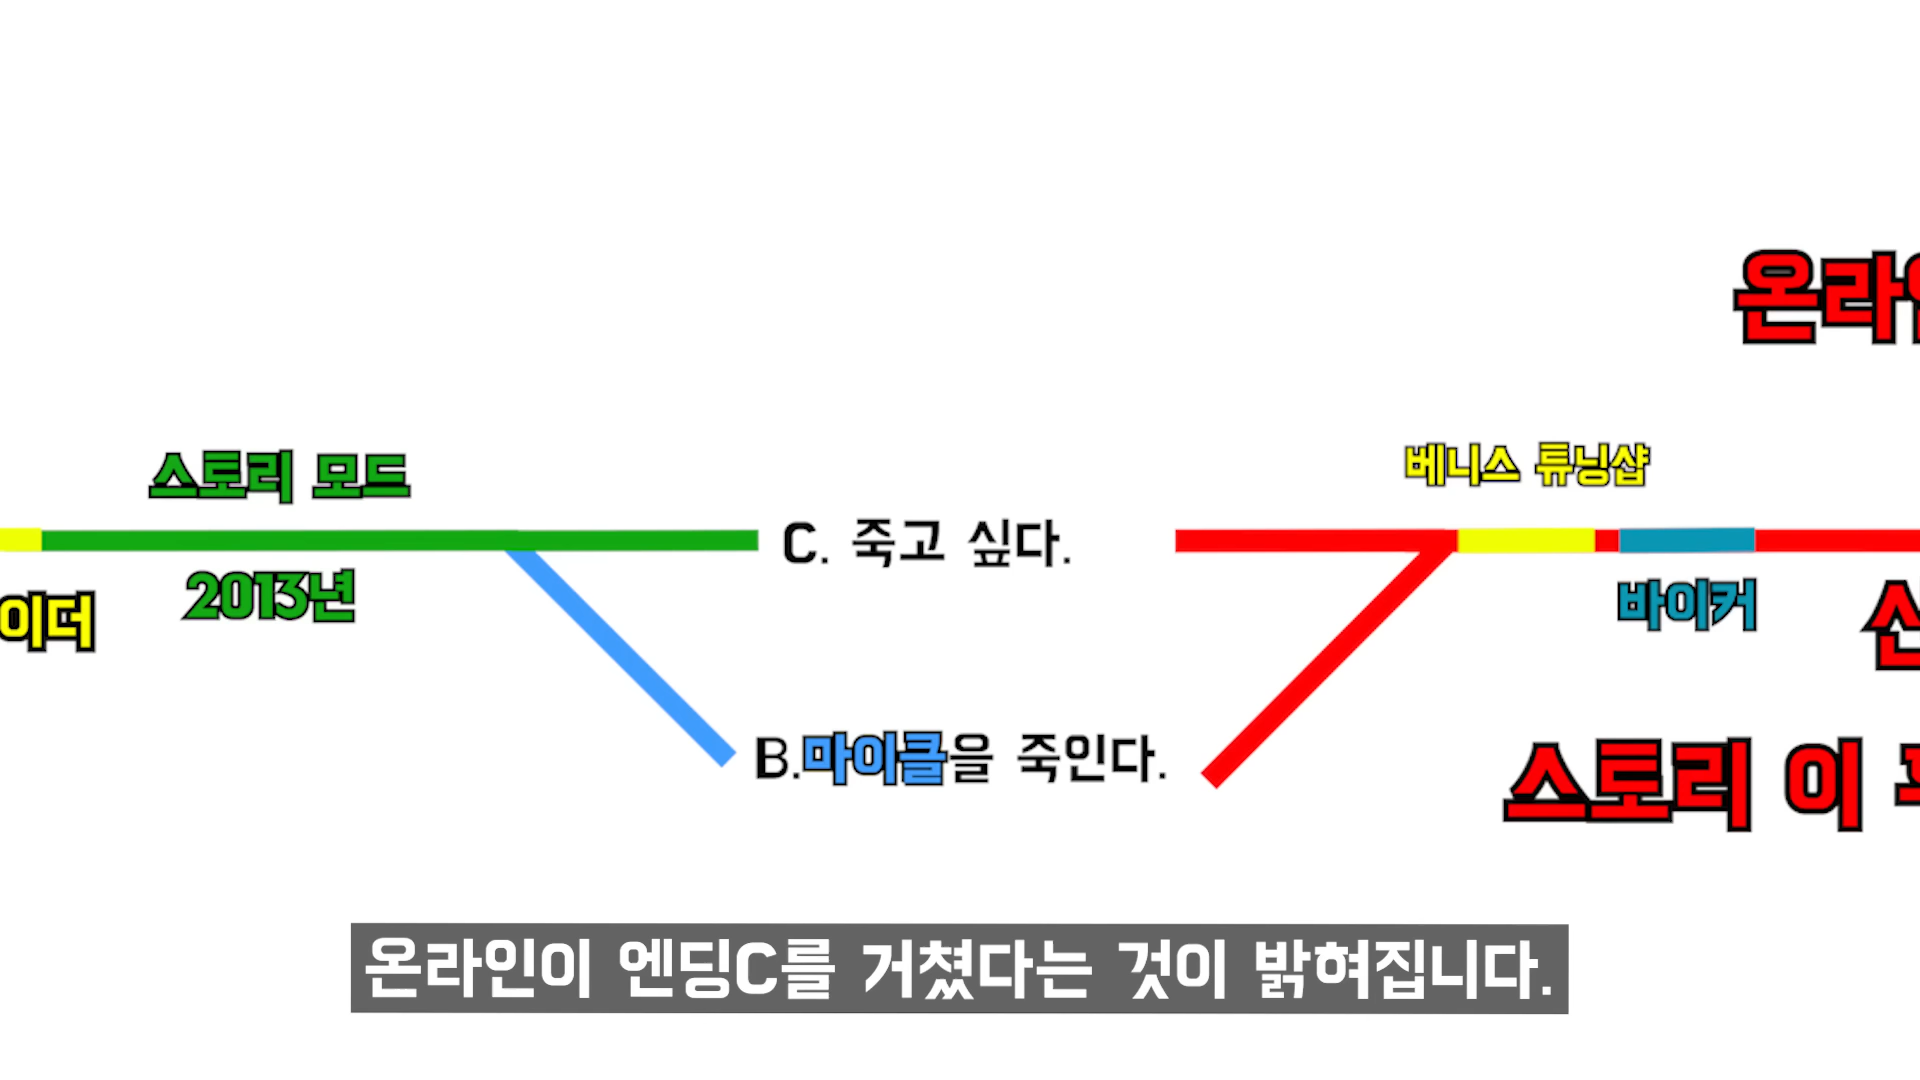 온라
베니스 튜닝샵
스토리 모드
C. 죽고 싶다.
2013년
이더
바이커
B.마이클을 죽인다.
스토리 이
온라인이 엔딩C를 거쳤다는 것이 밝혀집니다.